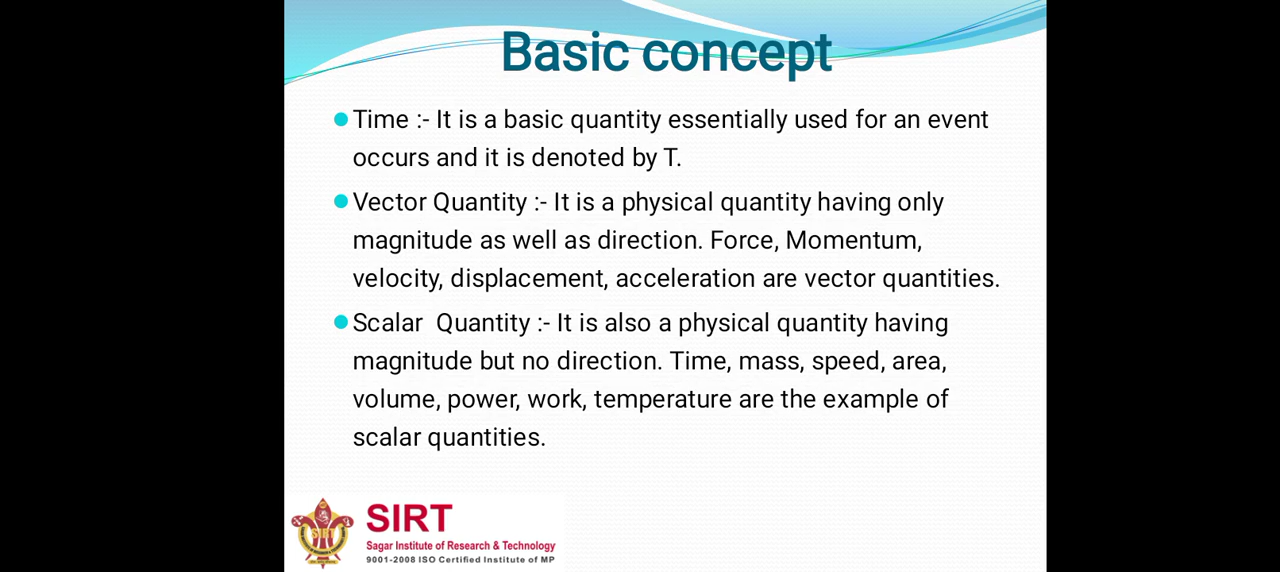 Basic concept
Time :- It is a basic quantity essentially used for an event
occurs and it is denoted by T.
Vector Quantity :- It is a physical quantity having only
magnitude as well as direction. Force, Momentum,
velocity, displacement, acceleration are vector quantities.
Scalar  Quantity :- It is also a physical quantity having
magnitude but no direction. Time, mass, speed, area,
volume, power, work, temperature are the example of
scalar quantities.
SIRT
SIRT
Sagar Institute of Research & Technology
9001-2008 ISO Certified Institute of MP